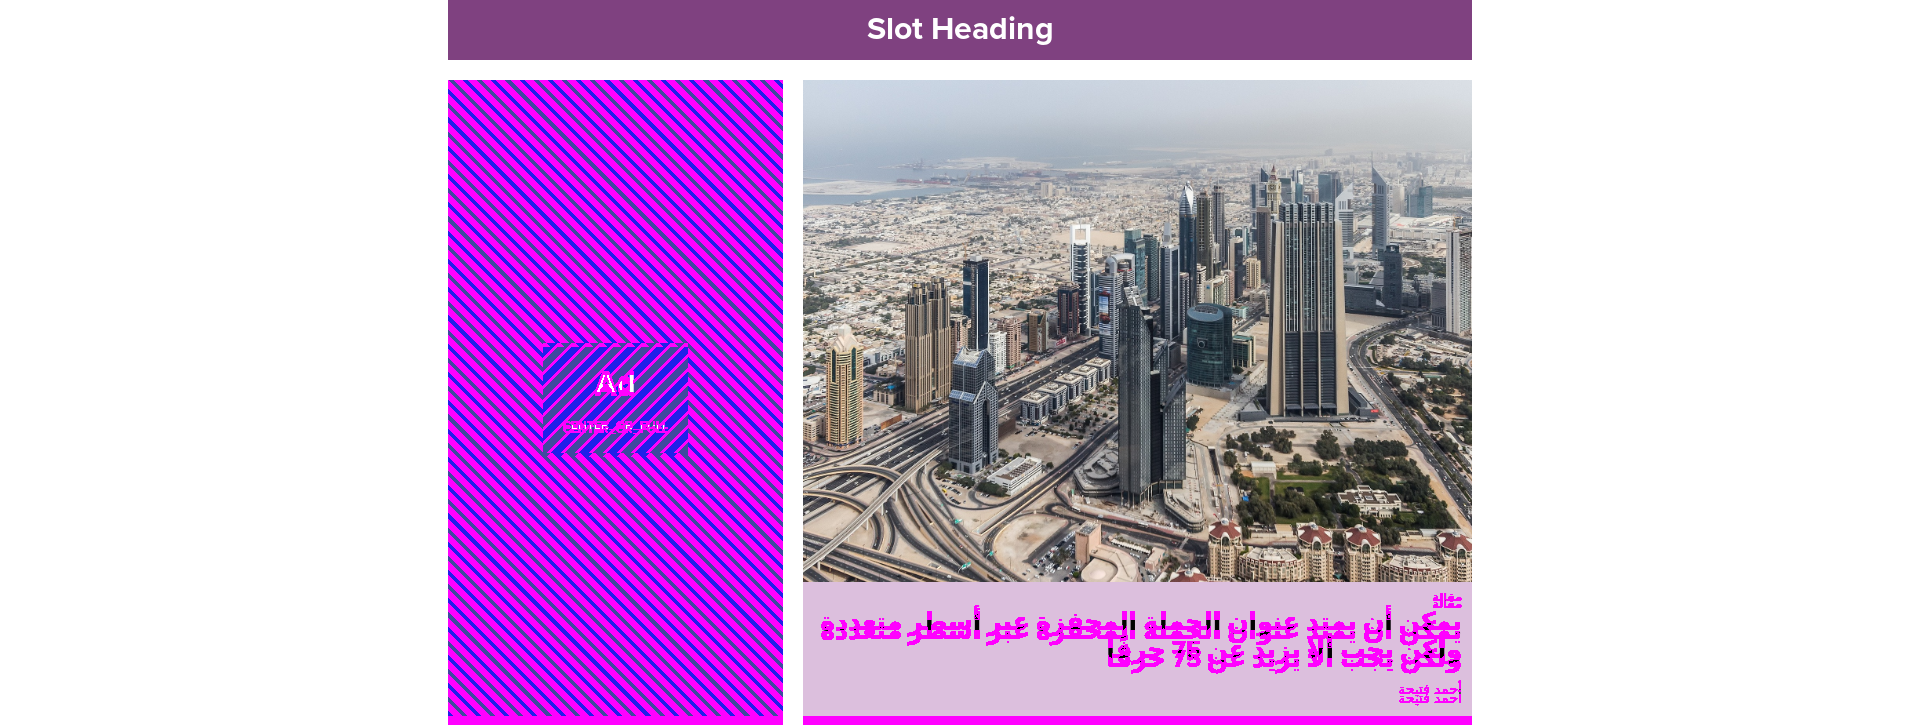 Slot Heading
Ad
مقالة
يمكن أن يمتد عنوان الجملة المحفزة عبر أسطر متعددة
ولكن يجب ألا يزيد عن 75 حرفًا
أحمد فتيحة